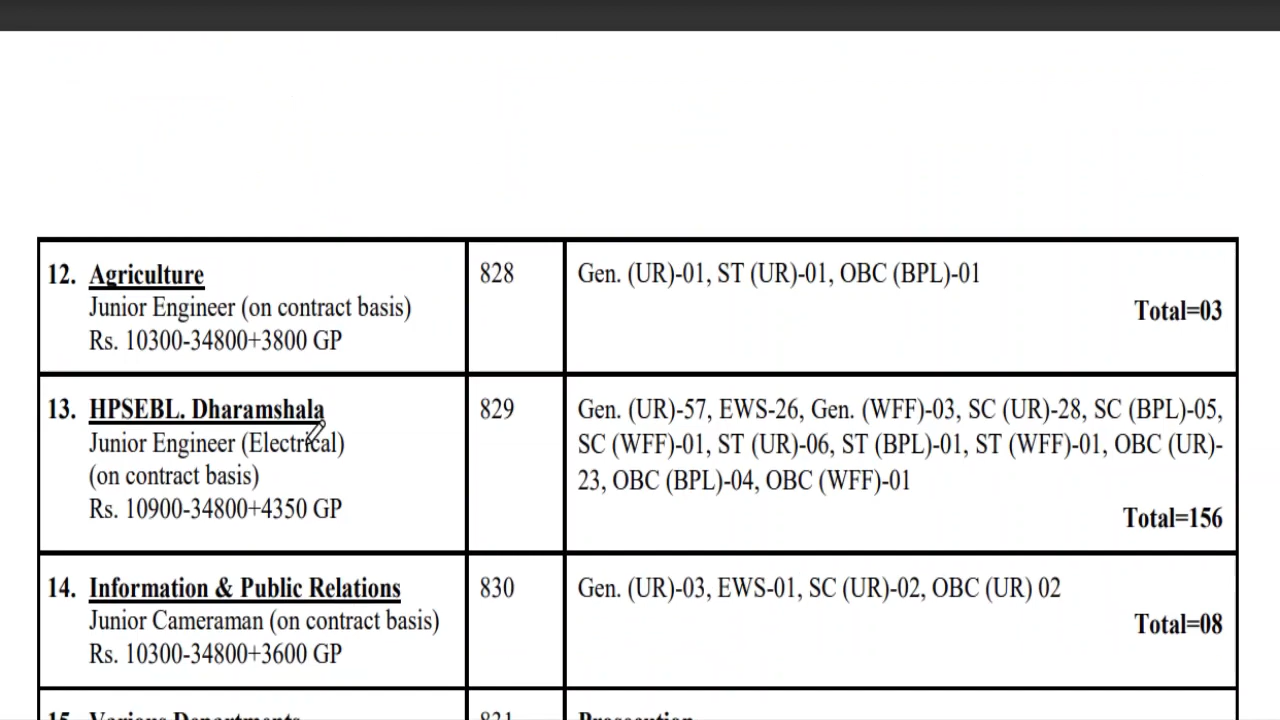 12. Agriculture
Junior Engineer (on contract basis)
Rs. 10300-34800+3800 GP
828
Gen. (UR)-01, ST (UR)-01, OBC (BPL)-01
Total=03
13. HPSEBL. Dharamshala
Junior Engineer (Electrical)
(on contract basis)
Rs. 10900-34800+4350 GP
829
Gen. (UR)-57, EWS-26, Gen. (WFF)-03, SC (UR)-28, SC (BPL)-05,
SC (WFF)-01, ST (UR)-06, ST (BPL)-01, ST (WFF)-01, OBC (UR)-
23, OBC (BPL)-04, OBC (WFF)-01
Total=156
14. Information & Public Relations
Junior Cameraman (on contract basis)
Rs. 10300-34800+3600 GP
830
Gen. (UR)-03, EWS-01, SC (UR)-02, OBC (UR) 02
Total=08
15. Various Departments
831
Prosecution